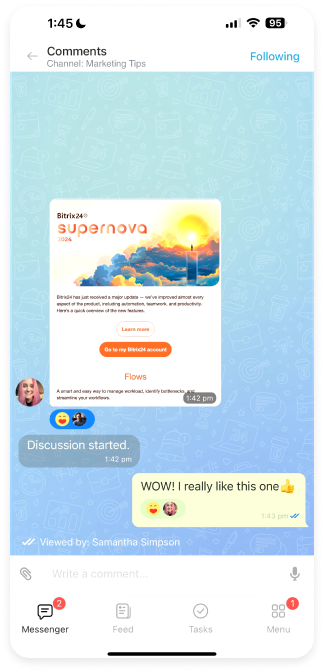 1:45
95
Comments
Channel: Marketing Tips
Following
Bitrix24
supernova
2024
Bitrix24 has just received a major update — we've improved almost every
aspect of the product, including automation, teamwork, and productivity.
Here's a quick overview of the new features.
Learn more
Go to my Bitrix24 account
Flows
A smart and easy way to manage workload, identify bottlenecks, and
streamline your workflows.
1:42 pm
Discussion started.
1:42 pm
WOW! I really like this one👍
1:43 pm
Viewed by: Samantha Simpson
Write a comment...
2
1
Messenger
Feed
Tasks
Menu